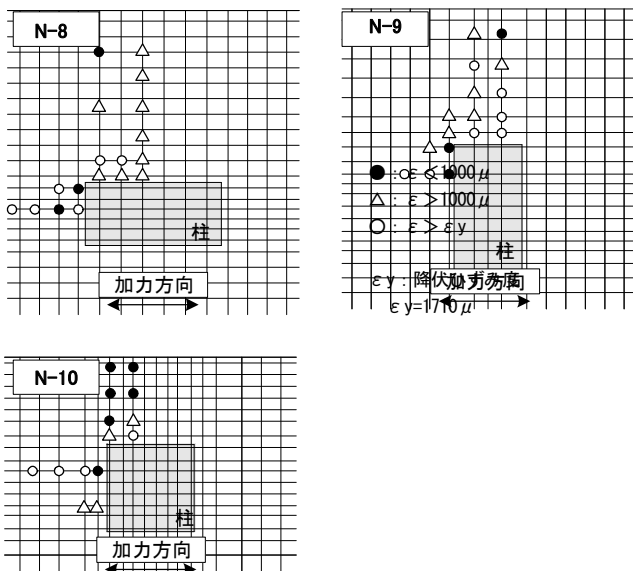 N-8
柱
加力方向
N-9
● : ε<1000μ
△ : ε>1000μ
○ : ε>εy
柱
εy : 降伏ひずみ度
加力方向
εy=1710μ
N-10
柱
加力方向